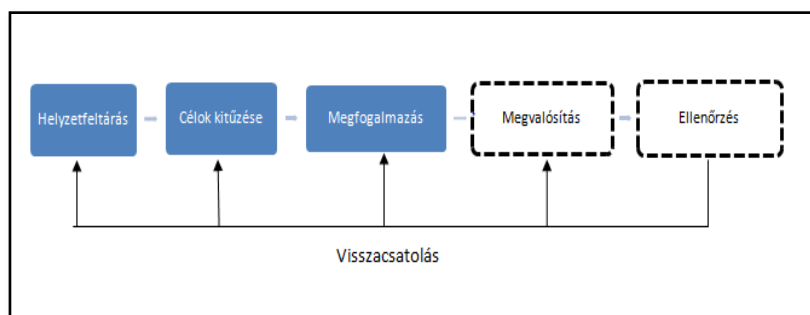 Helyzetfeltárás
Célok kitűzése
Megfogalmazás
Megvalósítás
Ellenőrzés
Visszacsatolás